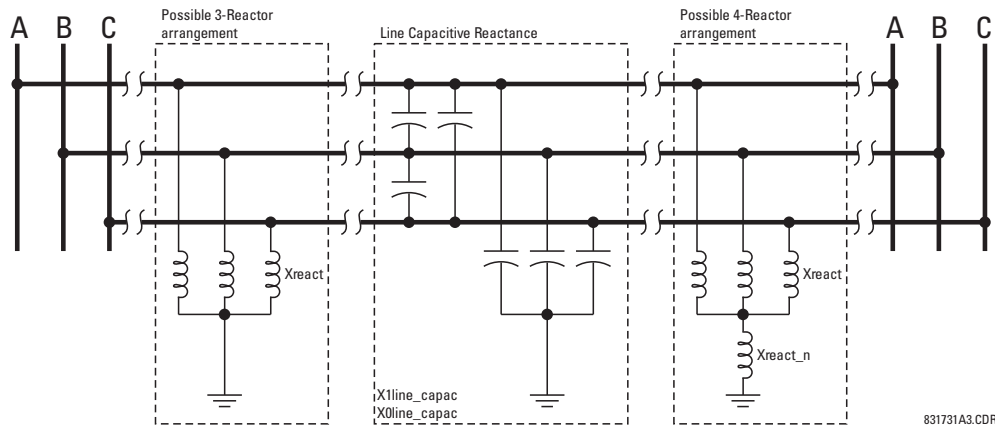 Possible 3-Reactor
arrangement
Line Capacitive Reactance
Possible 4-Reactor
arrangement
A B C
A B C
Xreact
Xreact
Xreact_n
X1line_capac
X0line_capac
831731A3.CDR